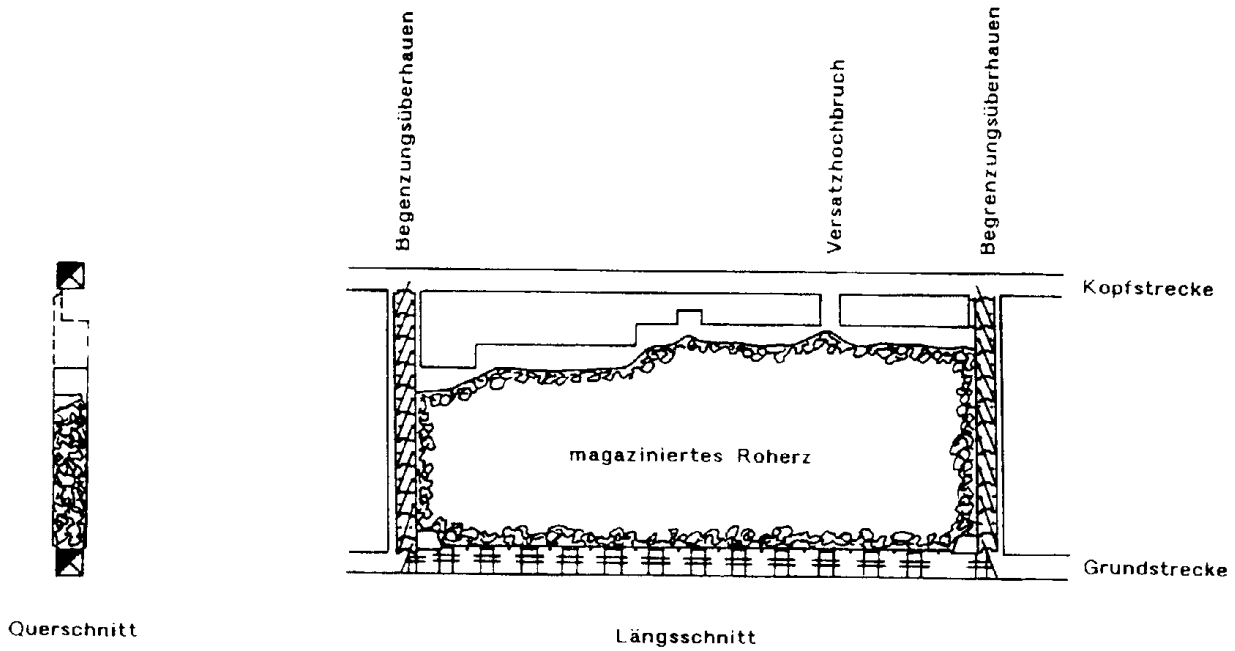 Begenzungsüberhauen
Versatzhochbruch
Begrenzungsüberhauen
Kopfstrecke
magaziniertes Roherz
Grundstrecke
Querschnitt
Längsschnitt